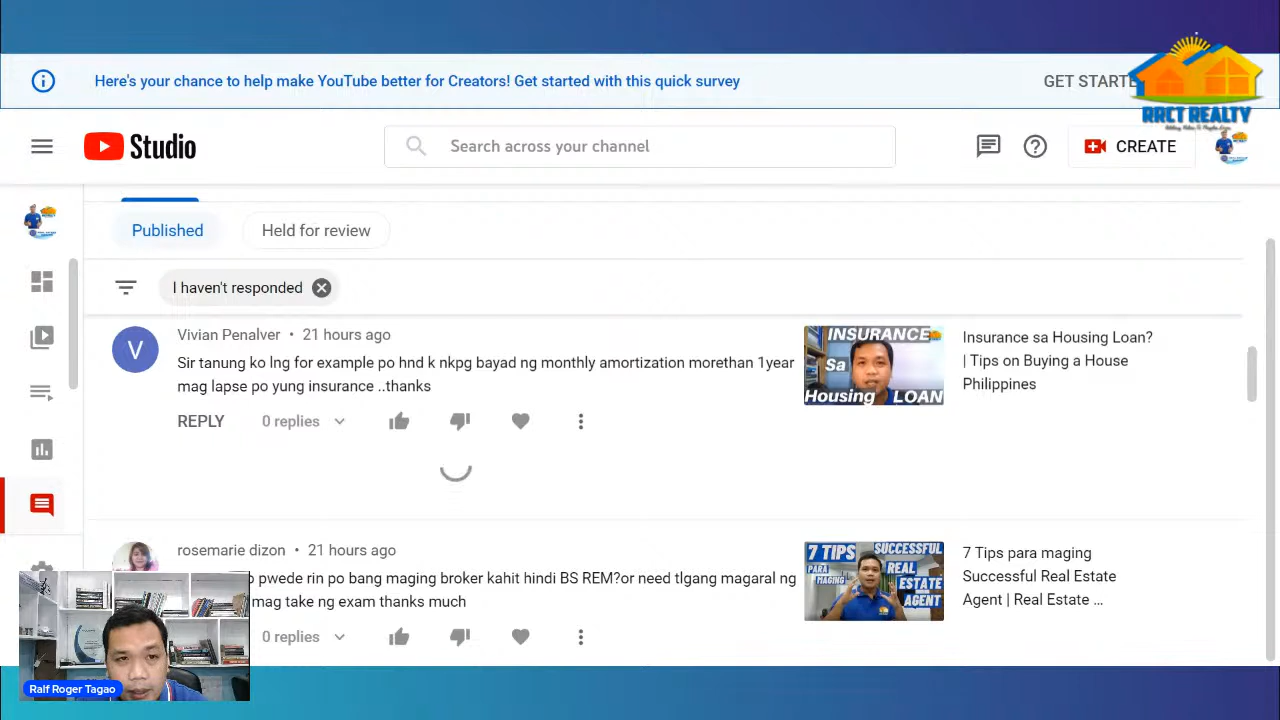 Here's your chance to help make YouTube better for Creators! Get started with this quick survey
GET STARTE
RRCT REALTY
Studio
Search across your channel
CREATE
Published
Held for review
I haven't responded
V
Vivian Penalver • 21 hours ago
Sir tanung ko lng for example po hnd k nkpg bayad ng monthly amortization morethan 1year
mag lapse po yung insurance ..thanks
REPLY
0 replies
INSURANCE
Sa
Housing LOAN
Insurance sa Housing Loan?
| Tips on Buying a House
Philippines
rosemarie dizon • 21 hours ago
pwede rin po bang maging broker kahit hindi BS REM?or need tlgang magaral ng
mag take ng exam thanks much
0 replies
7 TIPS
PARA
MAGING
SUCCESSFUL
REAL
ESTATE
AGENT
7 Tips para maging
Successful Real Estate
Agent | Real Estate ...
Ralf Roger Tagao